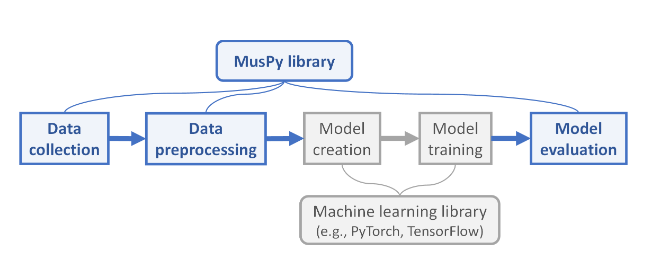 MusPy library
Data
collection
Data
preprocessing
Model
creation
Model
training
Model
evaluation
Machine learning library
(e.g., PyTorch, TensorFlow)